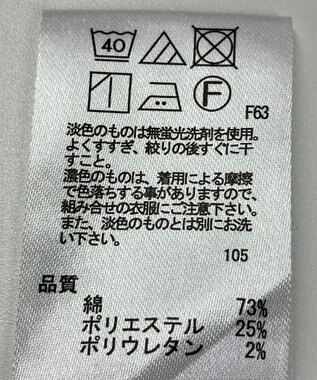 40
F
F63
淡色のものは無蛍光洗剤を使用。
よくすすぎ、絞りの後すぐに干
すこと。
濃色のものは、着用による摩擦
で色落ちする事がありますので、
組み合せの衣服にご注意下さい。
また、淡色のものとは別にお洗
い下さい。
105
品質
綿 73%
ポリエステル 25%
ポリウレタン 2%